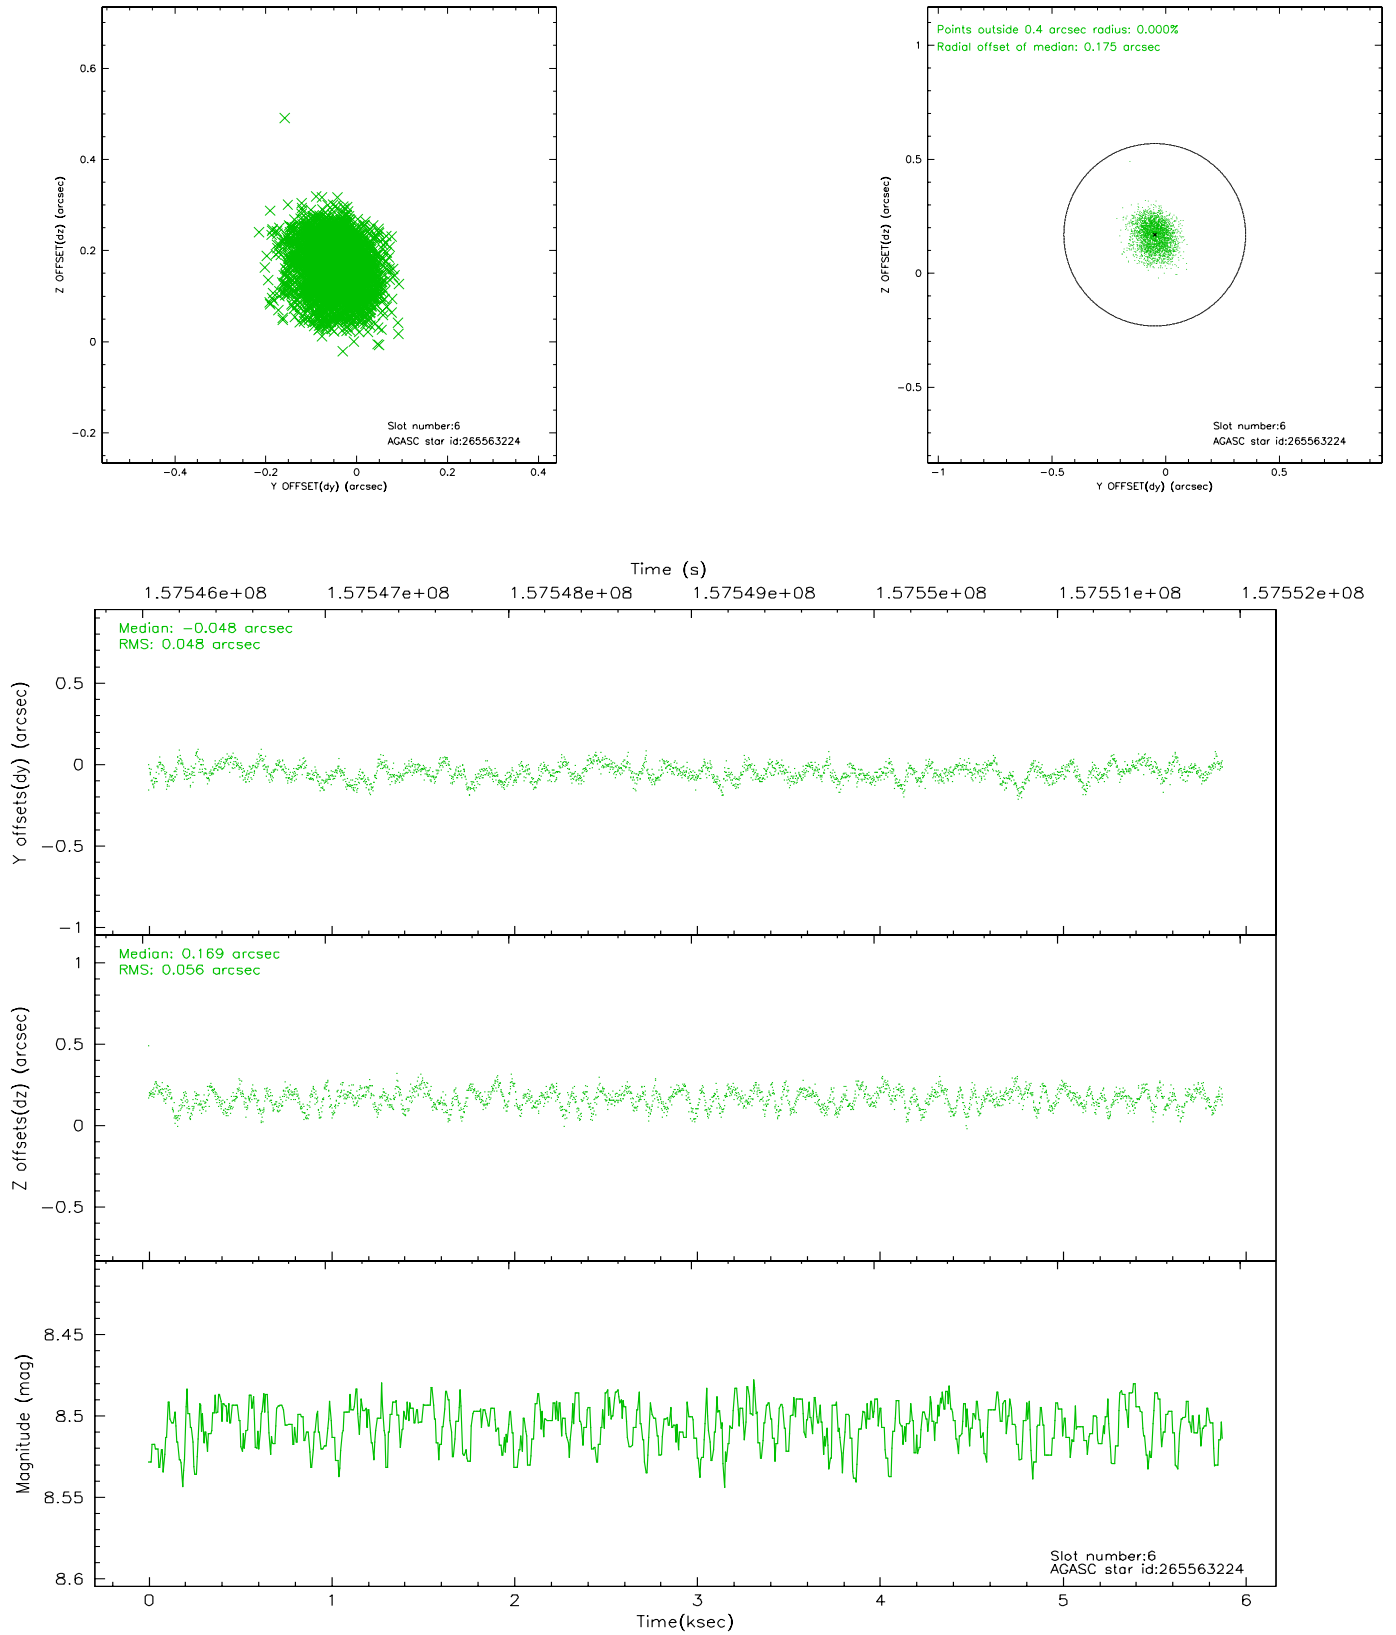 0.6
0.4
0.2
0
−0.2
Z OFFSET(dz) (arcsec)
Slot number:6
AGASC star id:265563224
−0.4 −0.2 0 0.2 0.4
Y OFFSET(dy) (arcsec)
Points outside 0.4 arcsec radius: 0.000%
Radial offset of median: 0.175 arcsec
1
0.5
0
−0.5
Z OFFSET(dz) (arcsec)
Slot number:6
AGASC star id:265563224
−1 −0.5 0 0.5
Y OFFSET(dy) (arcsec)
Time (s)
1.57546e+08 1.57547e+08 1.57548e+08 1.57549e+08 1.5755e+08 1.57551e+08 1.57552e+08
Median: −0.048 arcsec
RMS: 0.048 arcsec
0.5
0
−0.5
−1
Y offsets(dy) (arcsec)
Median: 0.169 arcsec
RMS: 0.056 arcsec
1
0.5
0
−0.5
Z offsets(dz) (arcsec)
8.45
8.5
8.55
8.6
Magnitude (mag)
Slot number:6
AGASC star id:265563224
0 1 2 3 4 5 6
Time(ksec)